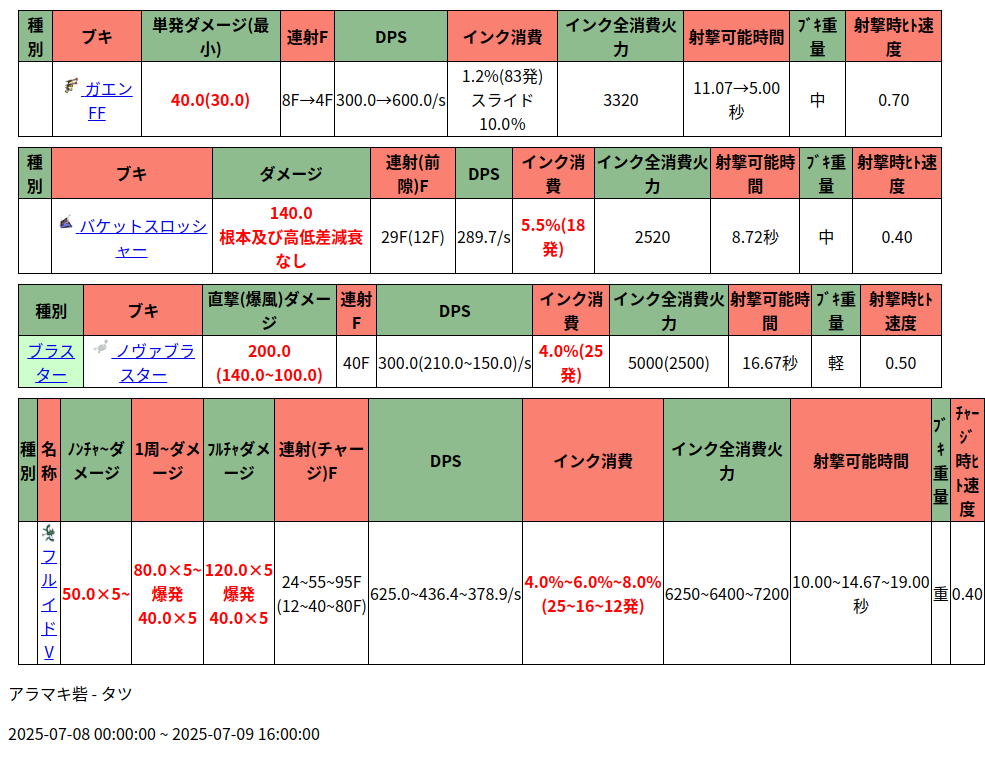 種別 ブキ 単発ダメージ(最小) 連射F DPS インク消費 インク全消費火力 射撃可能時間 ﾌﾞｷ重量 射撃時ﾋﾄ速度
ガエンFF 40.0(30.0) 8F→4F 300.0→600.0/s 1.2%(83発) スライド 10.0% 3320 11.07→5.00秒 中 0.70
種別 ブキ ダメージ 連射(前隙)F DPS インク消費 インク全消費火力 射撃可能時間 ﾌﾞｷ重量 射撃時ﾋﾄ速度
バケットスロッシャー 140.0 根本及び高低差減衰なし 29F(12F) 289.7/s 5.5%(18発) 2520 8.72秒 中 0.40
種別 ブキ 直撃(爆風)ダメージ 連射F DPS インク消費 インク全消費火力 射撃可能時間 ﾌﾞｷ重量 射撃時ﾋﾄ速度
ブラスター ノヴァブラスター 200.0 (140.0~100.0) 40F 300.0(210.0~150.0)/s 4.0%(25発) 5000(2500) 16.67秒 軽 0.50
種別 名称 ﾉﾝﾁｬ~ダメージ 1周~ダメージ ﾌﾙﾁｬダメージ 連射(チャージ)F DPS インク消費 インク全消費火力 射撃可能時間 ﾌﾞｷ重量 ﾁｬｰｼﾞ時ﾋﾄ速度
フルイドV 50.0×5~ 80.0×5~ 爆発 40.0×5 120.0×5 爆発 40.0×5 24~55~95F (12~40~80F) 625.0~436.4~378.9/s 4.0%~6.0%~8.0% (25~16~12発) 6250~6400~7200 10.00~14.67~19.00秒 重 0.40
アラマキ砦 - タツ
2025-07-08 00:00:00 ~ 2025-07-09 16:00:00